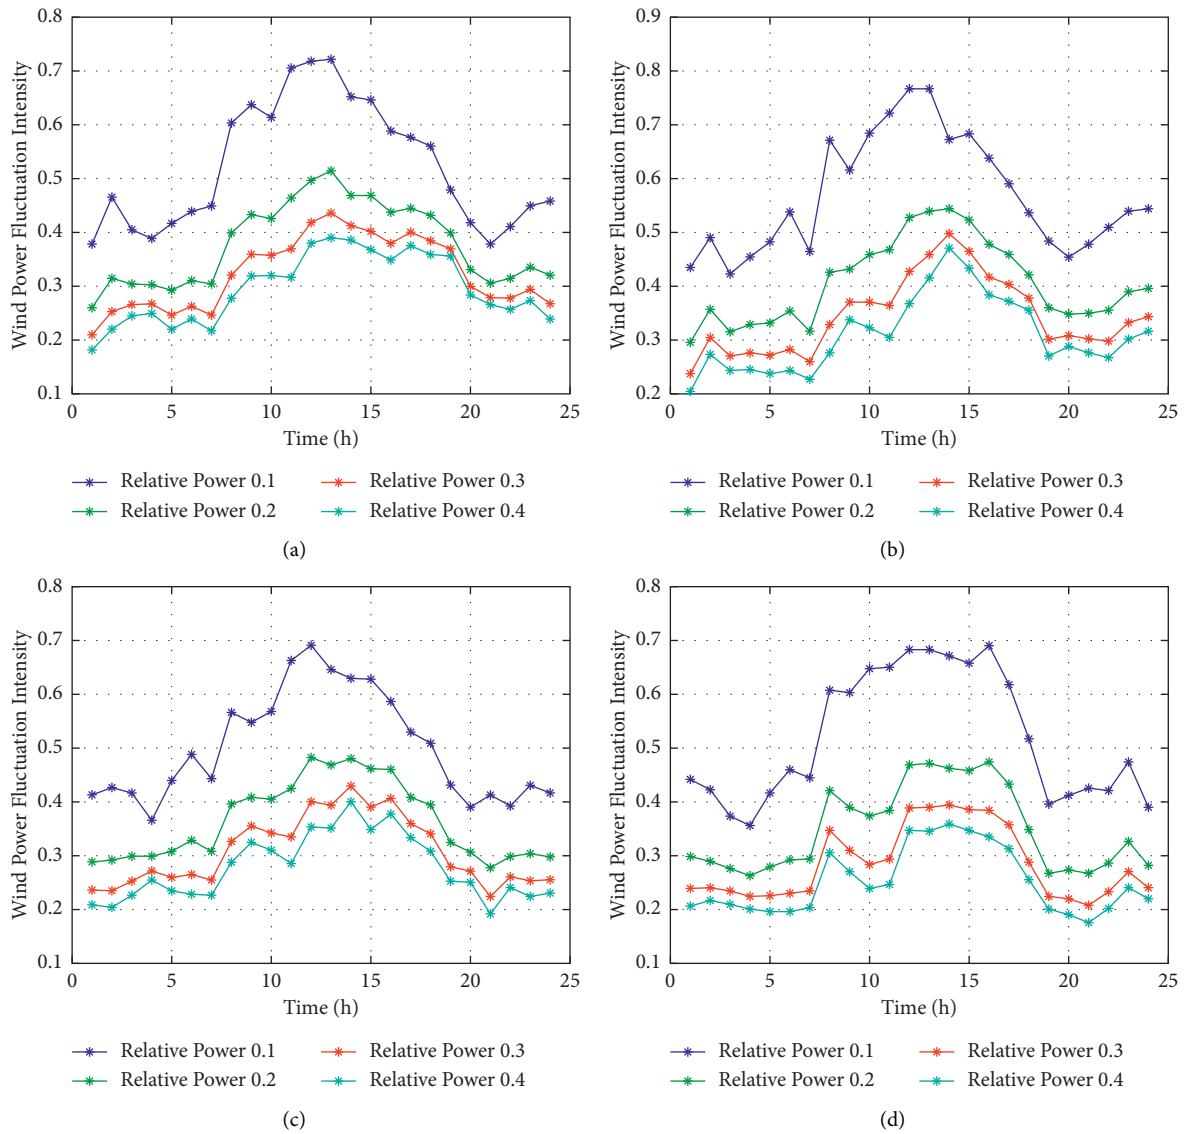 0.8
0.7
0.6
0.5
0.4
0.3
0.2
0.1
Wind Power Fluctuation Intensity
0 5 10 15 20 25
Time (h)
Relative Power 0.1 Relative Power 0.3
Relative Power 0.2 Relative Power 0.4
(a)
0.9
0.8
0.7
0.6
0.5
0.4
0.3
0.2
Wind Power Fluctuation Intensity
0 5 10 15 20 25
Time (h)
Relative Power 0.1 Relative Power 0.3
Relative Power 0.2 Relative Power 0.4
(b)
0.8
0.7
0.6
0.5
0.4
0.3
0.2
0.1
Wind Power Fluctuation Intensity
0 5 10 15 20 25
Time (h)
Relative Power 0.1 Relative Power 0.3
Relative Power 0.2 Relative Power 0.4
(c)
0.8
0.7
0.6
0.5
0.4
0.3
0.2
0.1
Wind Power Fluctuation Intensity
0 5 10 15 20 25
Time (h)
Relative Power 0.1 Relative Power 0.3
Relative Power 0.2 Relative Power 0.4
(d)